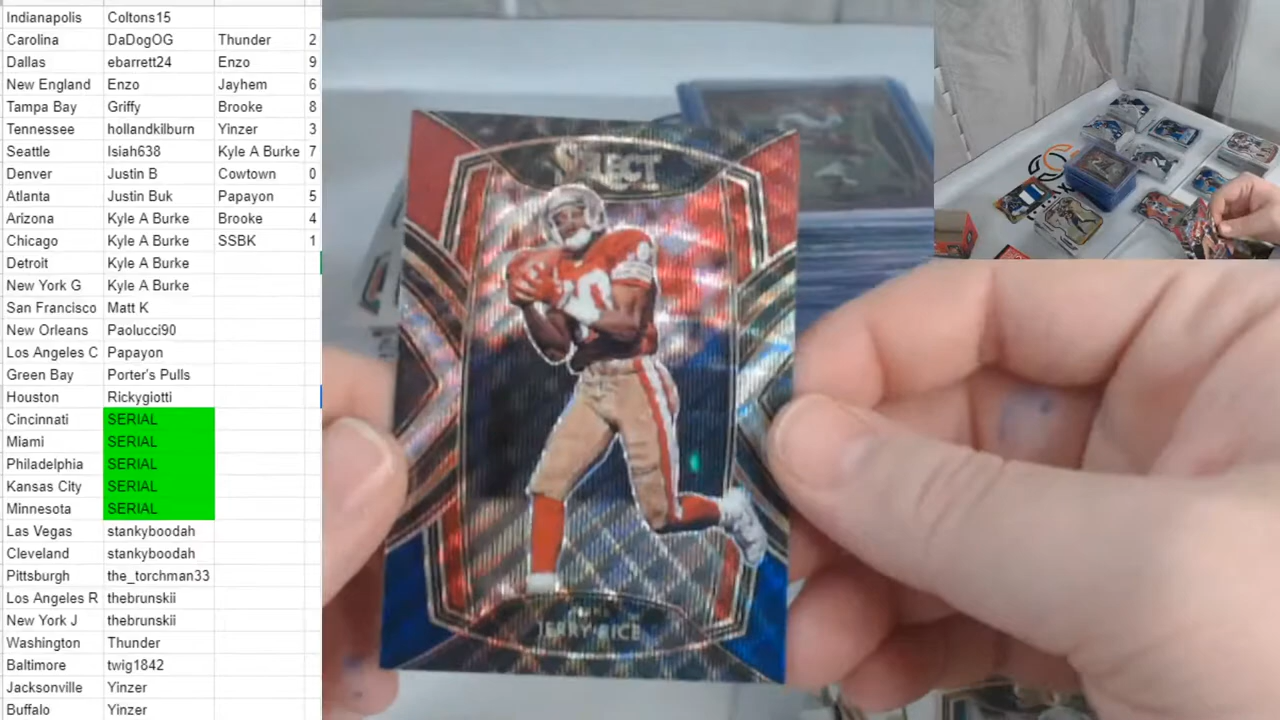 Indianapolis Coltons15
Carolina DaDogOG Thunder 2
Dallas ebarrett24 Enzo 9
New England Enzo Jayhem 6
Tampa Bay Griffy Brooke 8
Tennessee hollandkilburn Yinzer 3
Seattle Isiah638 Kyle A Burke 7
Denver Justin B Cowtown 0
Atlanta Justin Buk Papayon 5
Arizona Kyle A Burke Brooke 4
Chicago Kyle A Burke SSBK 1
Detroit Kyle A Burke
New York G Kyle A Burke
San Francisco Matt K
New Orleans Paolucci90
Los Angeles C Papayon
Green Bay Porter's Pulls
Houston Rickygiotti
Cincinnati SERIAL
Miami SERIAL
Philadelphia SERIAL
Kansas City SERIAL
Minnesota SERIAL
Las Vegas stankyboodah
Cleveland stankyboodah
Pittsburgh the_torchman33
Los Angeles R thebrunskii
New York J thebrunskii
Washington Thunder
Baltimore twig1842
Jacksonville Yinzer
Buffalo Yinzer
SELECT
JERRY RICE